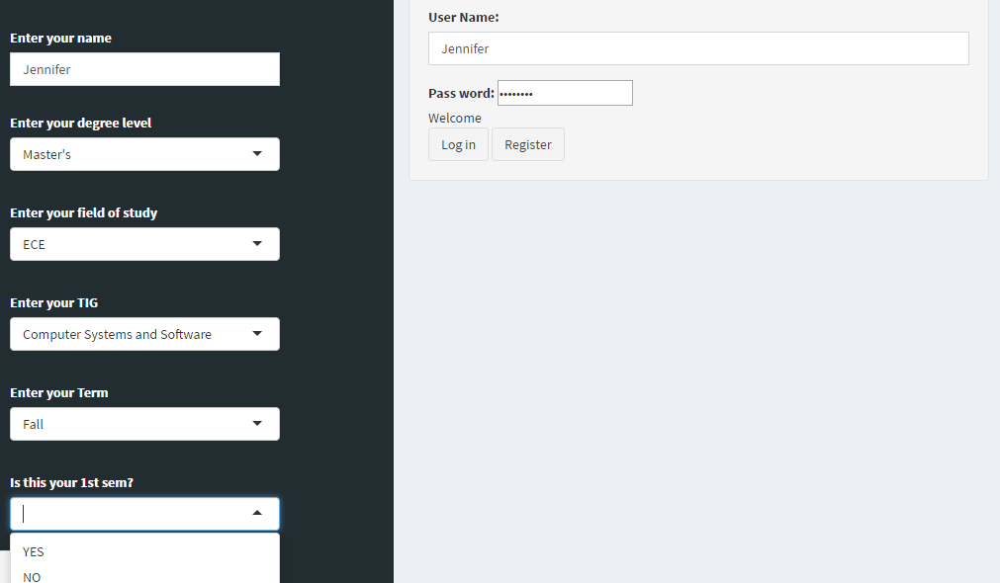 Enter your name
Jennifer
Enter your degree level
Master's
Enter your field of study
ECE
Enter your TIG
Computer Systems and Software
Enter your Term
Fall
Is this your 1st sem?
YES
NO
User Name:
Jennifer
Pass word: ••••••••
Welcome
Log in Register